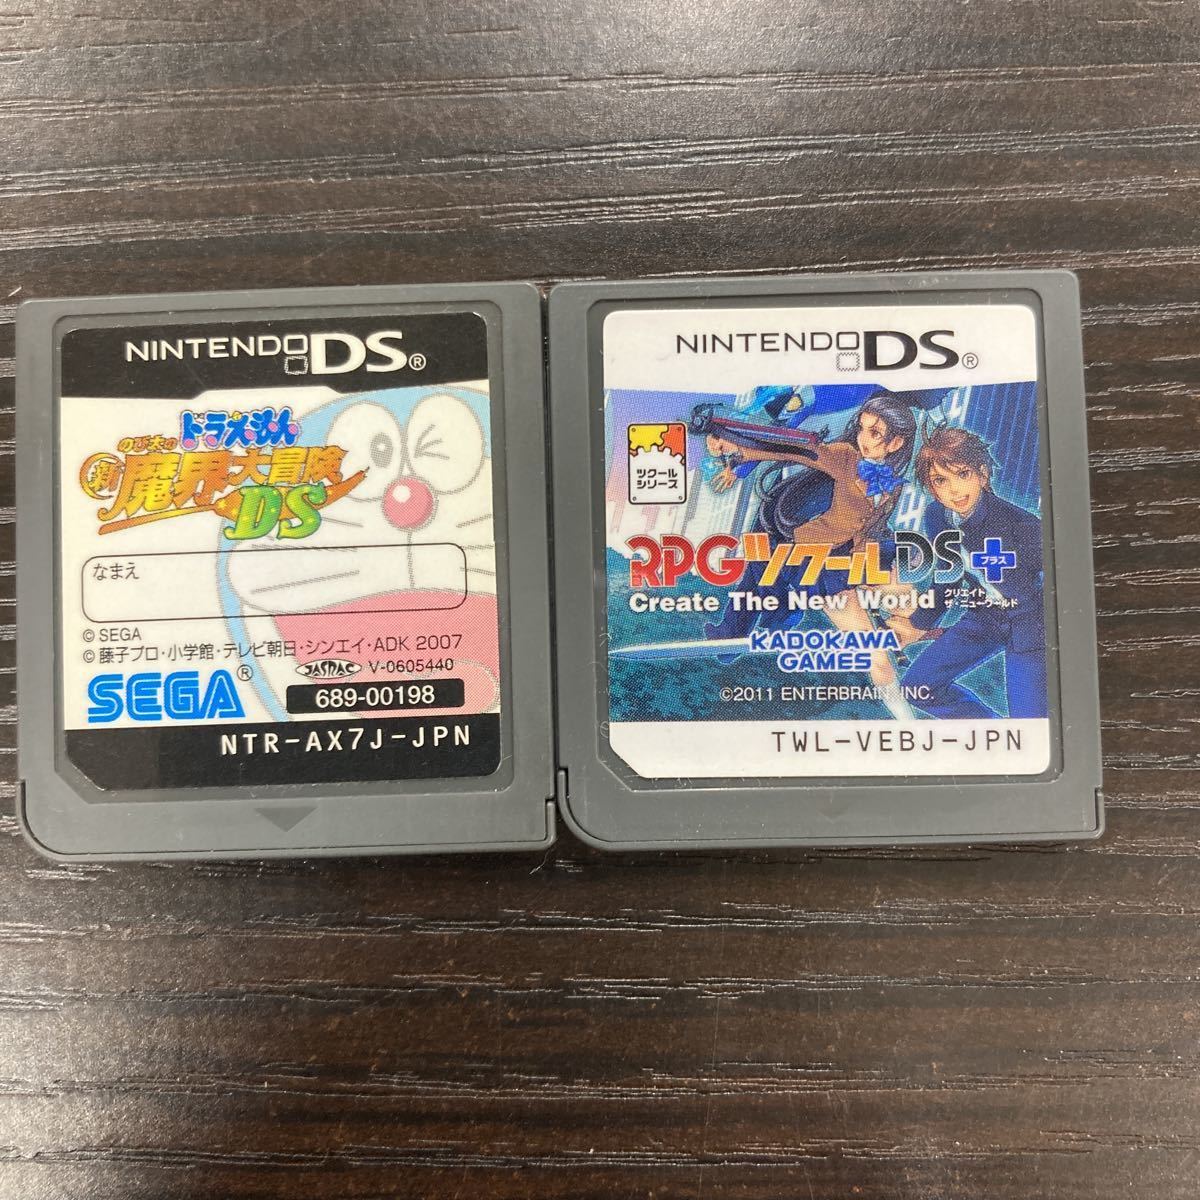 NINTENDO DS®
ドラえもん
のび太の
新魔界大冒険
DS
なまえ
© SEGA
© 藤子プロ・小学館・テレビ朝日・シンエイ・ADK 2007
JASRAC V-0605440
SEGA®
689-00198
NTR-AX7J-JPN
NINTENDO DS®
ツクール
シリーズ
RPGツクールDS+
プラス
Create The New World
クリエイト
ザ・ニューワールド
KADOKAWA
GAMES
©2011 ENTERBRAIN, INC.
TWL-VEBJ-JPN